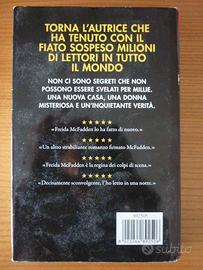 TORNA L'AUTRICE CHE
HA TENUTO CON IL
FIATO SOSPESO MILIONI
DI LETTORI IN TUTTO
IL MONDO
NON CI SONO SEGRETI CHE NON
POSSONO ESSERE SVELATI PER MILLIE.
UNA NUOVA CASA, UNA DONNA
MISTERIOSA E UN'INQUIETANTE VERITÀ.
«Freida McFadden lo ha fatto di nuovo.»
«Un altro strabiliante romanzo firmato McFadden.»
«Freida McFadden è la regina dei colpi di scena.»
«Decisamente sconvolgente, l'ho letto in una notte.»
subito